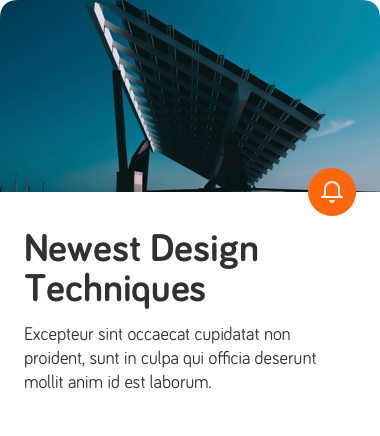 Newest Design
Techniques
Excepteur sint occaecat cupidatat non
proident, sunt in culpa qui officia deserunt
mollit anim id est laborum.